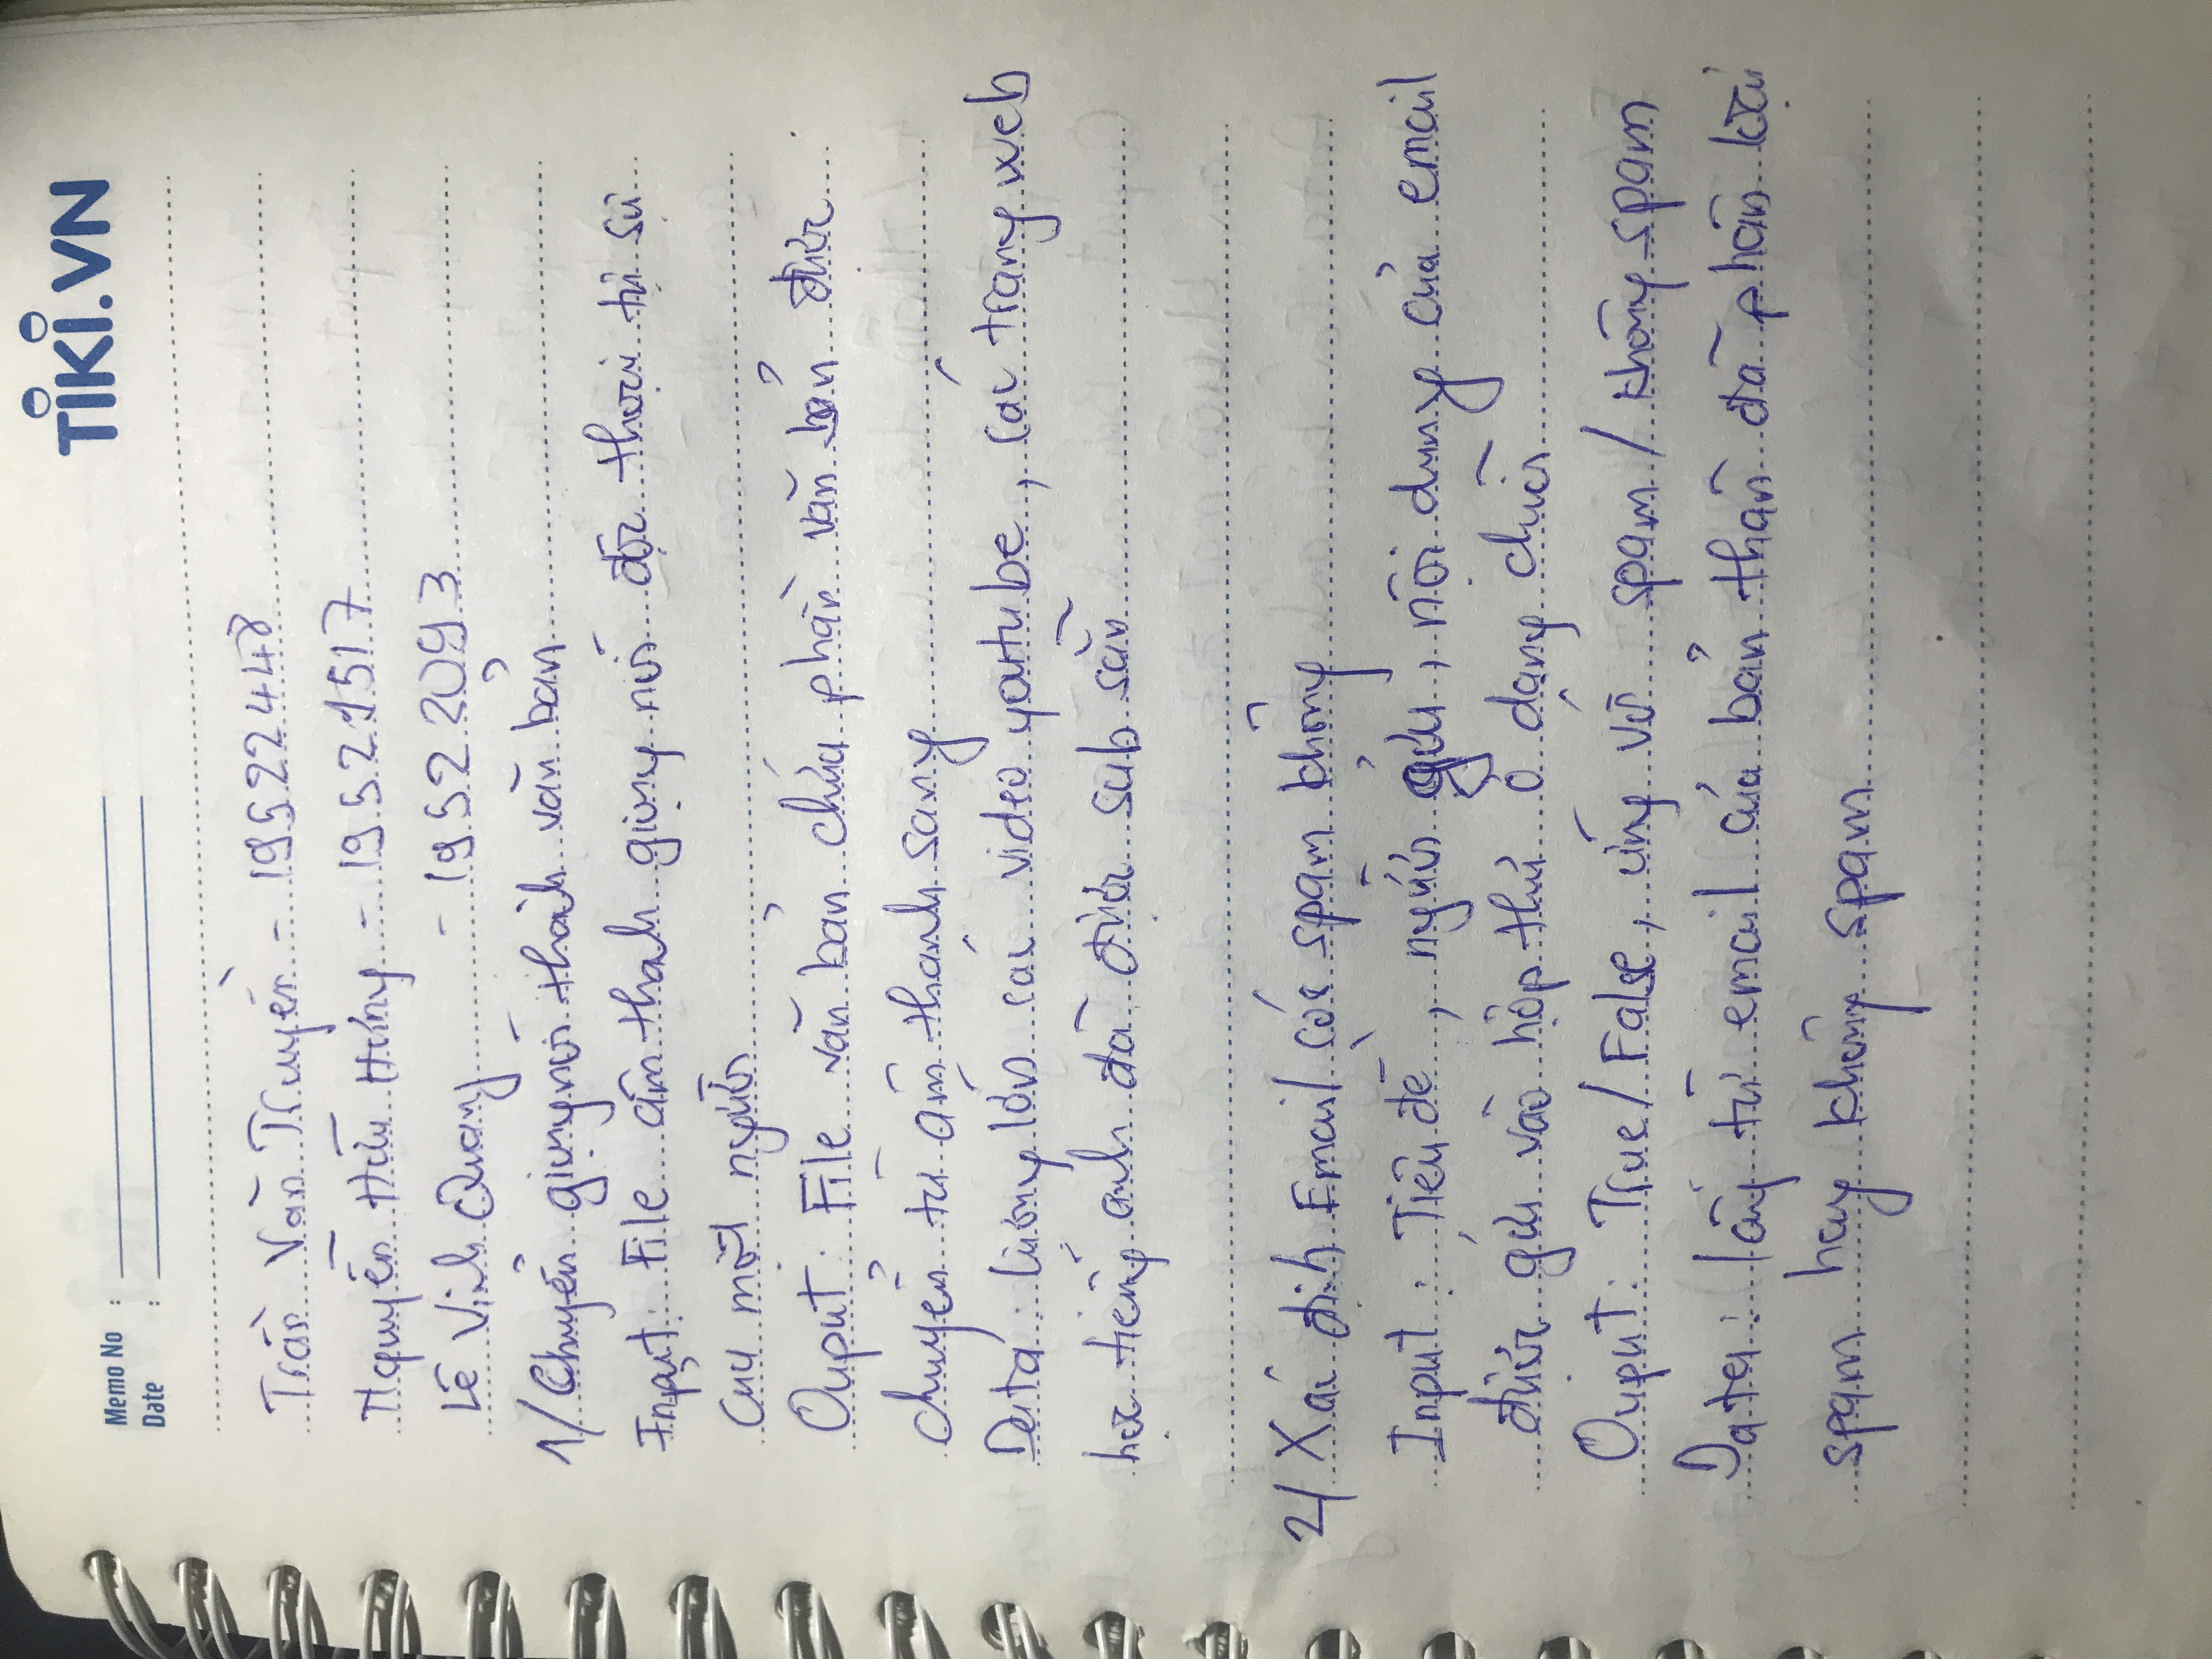 TIKI.VN
Memo No :
Date :
Trần Văn Truyền - 19522448
Nguyễn Hữu Hưng - 19521517
Lê Vinh Quang - 19522093
1/ Chuyển giọng nói thành văn bản
Input: File âm thanh giọng nói độc thoại tự sự
của một người
Ouput: File văn bản chứa phần văn bản được
chuyển từ âm thanh sang
Data: lượng lớn các video youtube, các trang web
học tiếng anh đã được sub sẵn
2/ Xác định Email có spam không
Input: Tiêu đề, người gửi, nội dung của email
được gửi vào hộp thư ở dạng chuỗi
Ouput: True/False, ứng với spam/không spam
Data: lấy từ email của bản thân đã phân loại
spam hay không spam